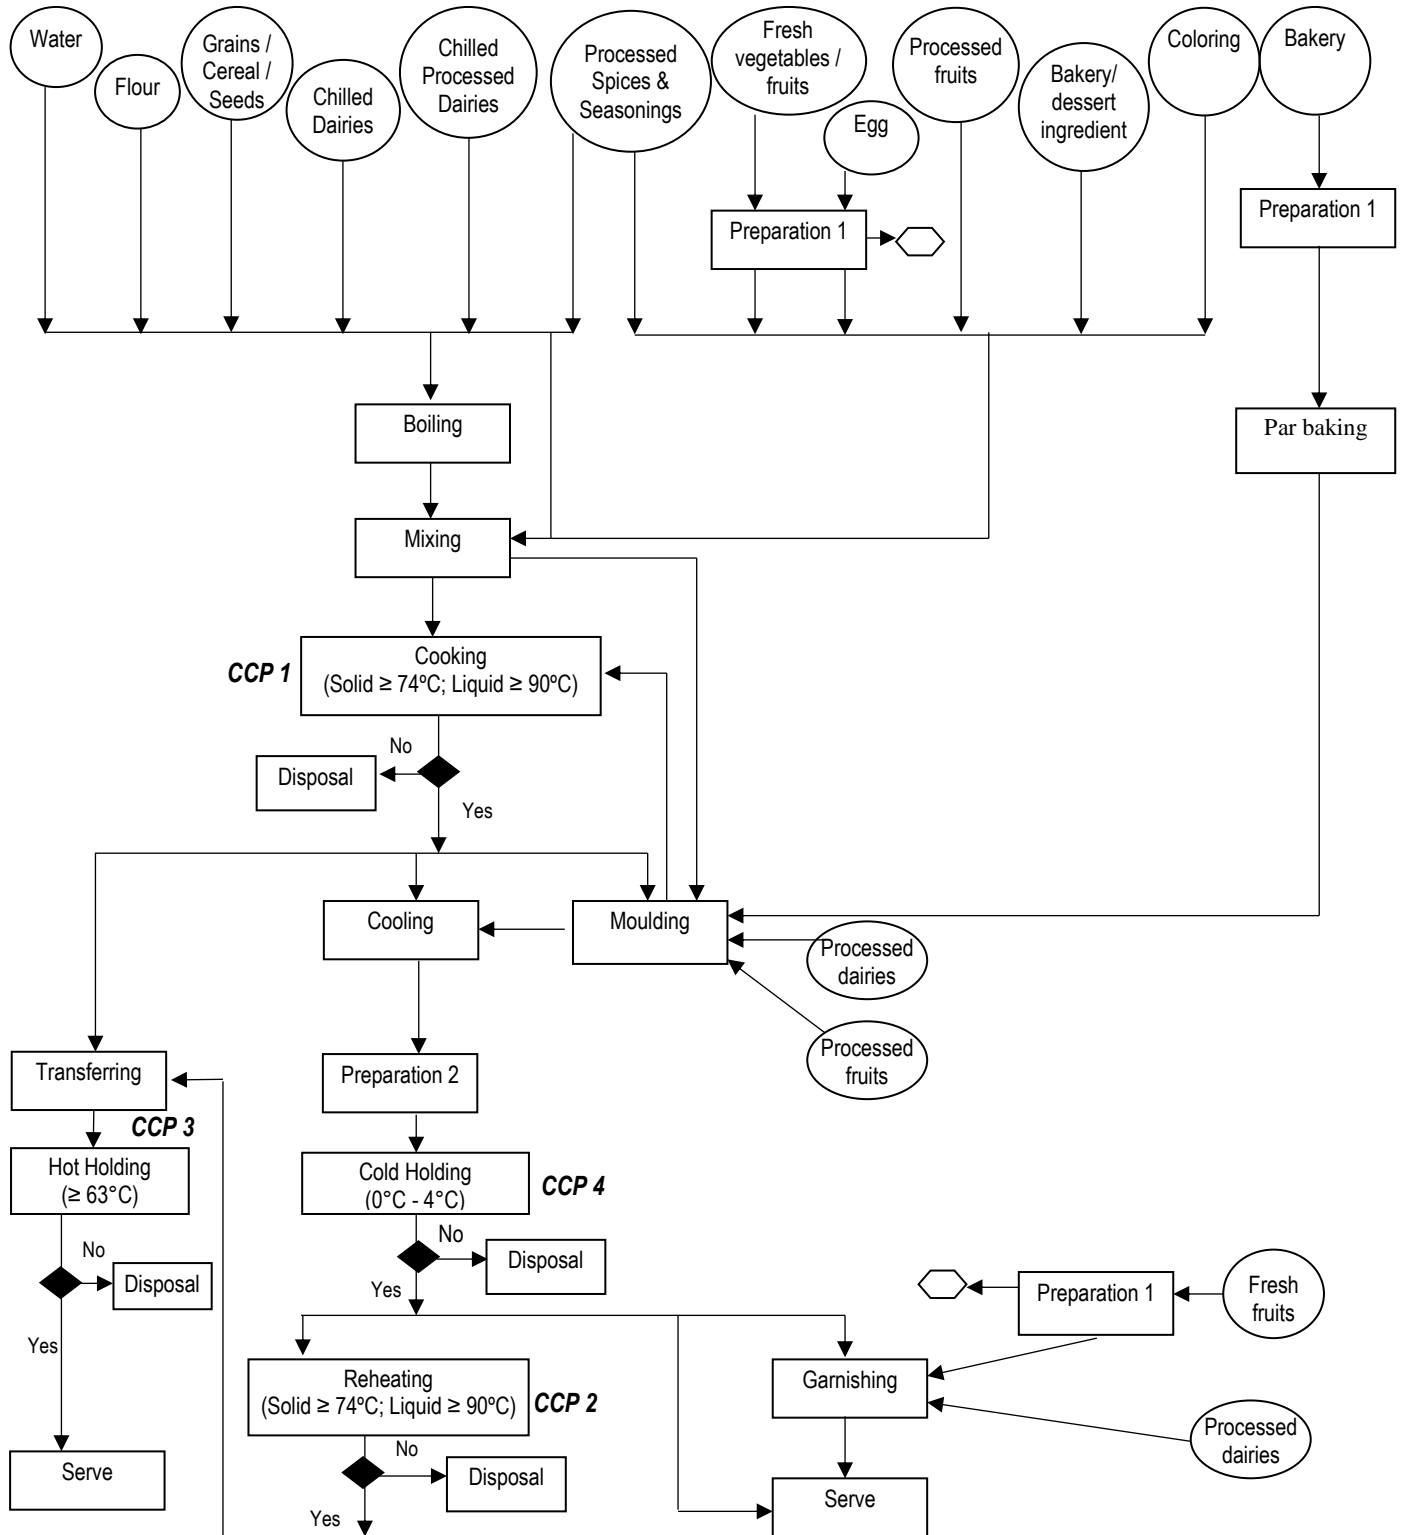 Water
Flour
Grains /
Cereal /
Seeds
Chilled
Dairies
Chilled
Processed
Dairies
Processed
Spices &
Seasonings
Fresh
vegetables /
fruits
Egg
Processed
fruits
Bakery/
dessert
ingredient
Coloring
Bakery
Preparation 1
Preparation 1
Boiling
Par baking
Mixing
CCP 1
Cooking
(Solid ≥ 74ºC; Liquid ≥ 90ºC)
No
Disposal
Yes
Cooling
Moulding
Processed
dairies
Processed
fruits
Transferring
Preparation 2
CCP 3
Hot Holding
(≥ 63°C)
Cold Holding
(0°C - 4°C)
CCP 4
No
Disposal
Yes
No
Disposal
Yes
Preparation 1
Fresh
fruits
Reheating
(Solid ≥ 74ºC; Liquid ≥ 90ºC)
CCP 2
Garnishing
Processed
dairies
No
Disposal
Yes
Serve
Serve